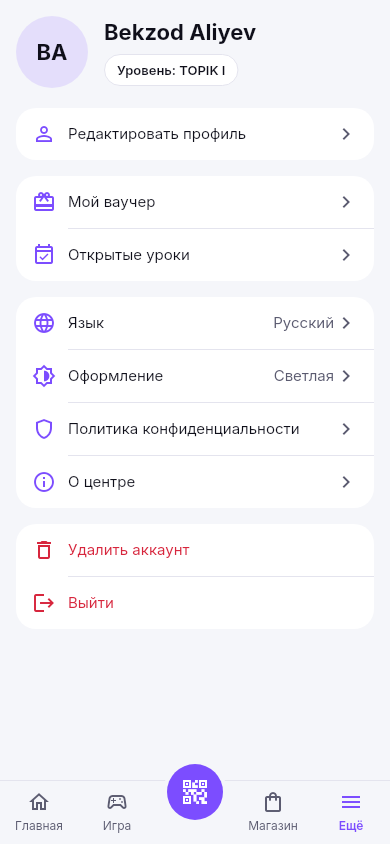 BA
Bekzod Aliyev
Уровень: TOPIK I
Редактировать профиль
Мой ваучер
Открытые уроки
Язык Русский
Оформление Светлая
Политика конфиденциальности
О центре
Удалить аккаунт
Выйти
Главная Игра Магазин Ещё